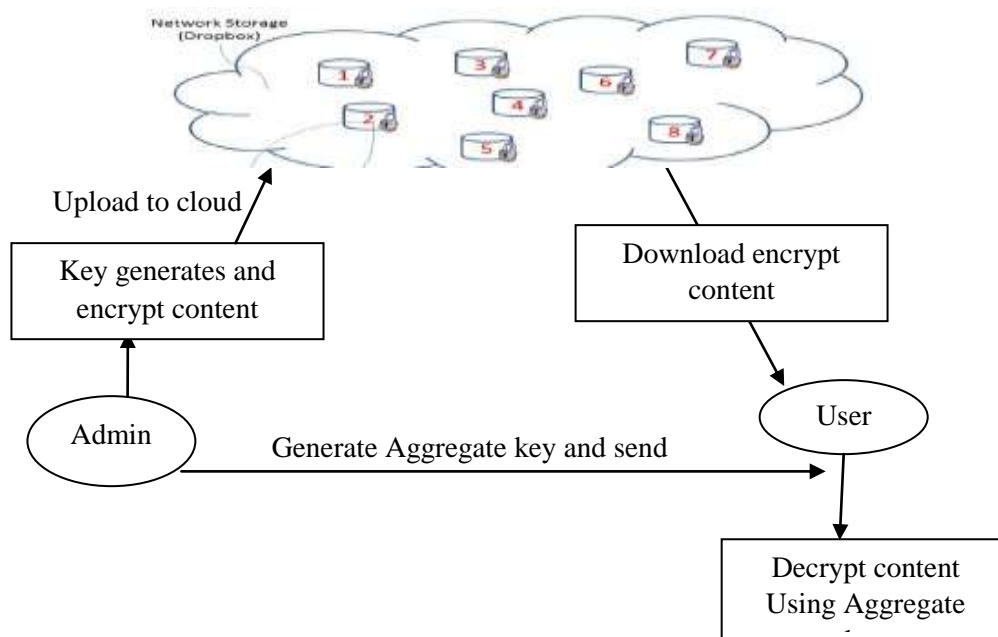 Network Storage
(Dropbox)
1
3
7
6
4
2
8
5
Upload to cloud
Key generates and
encrypt content
Download encrypt
content
Admin
User
Generate Aggregate key and send
Decrypt content
Using Aggregate